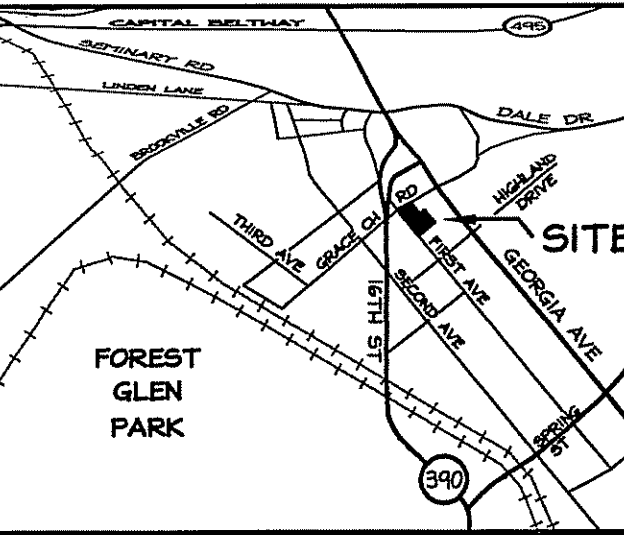 CAPITAL BELTWAY
495
SEMINARY RD
LINDEN LANE
BROOKVILLE RD
DALE DR
HIGHLAND
DRIVE
THIRD AVE
GRACE CH RD
SITE
FIRST AVE
GEORGIA AVE
16TH ST
SECOND AVE
FOREST
GLEN
PARK
SPRING
ST
390